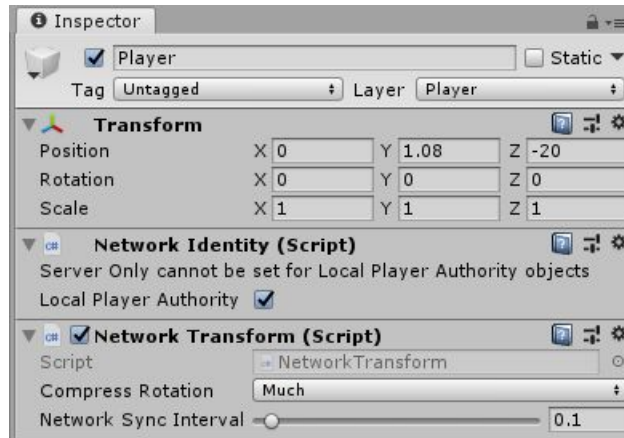 Inspector
Player Static
Tag Untagged Layer Player
Transform
Position X 0 Y 1.08 Z -20
Rotation X 0 Y 0 Z 0
Scale X 1 Y 1 Z 1
Network Identity (Script)
Server Only cannot be set for Local Player Authority objects
Local Player Authority
Network Transform (Script)
Script NetworkTransform
Compress Rotation Much
Network Sync Interval 0.1